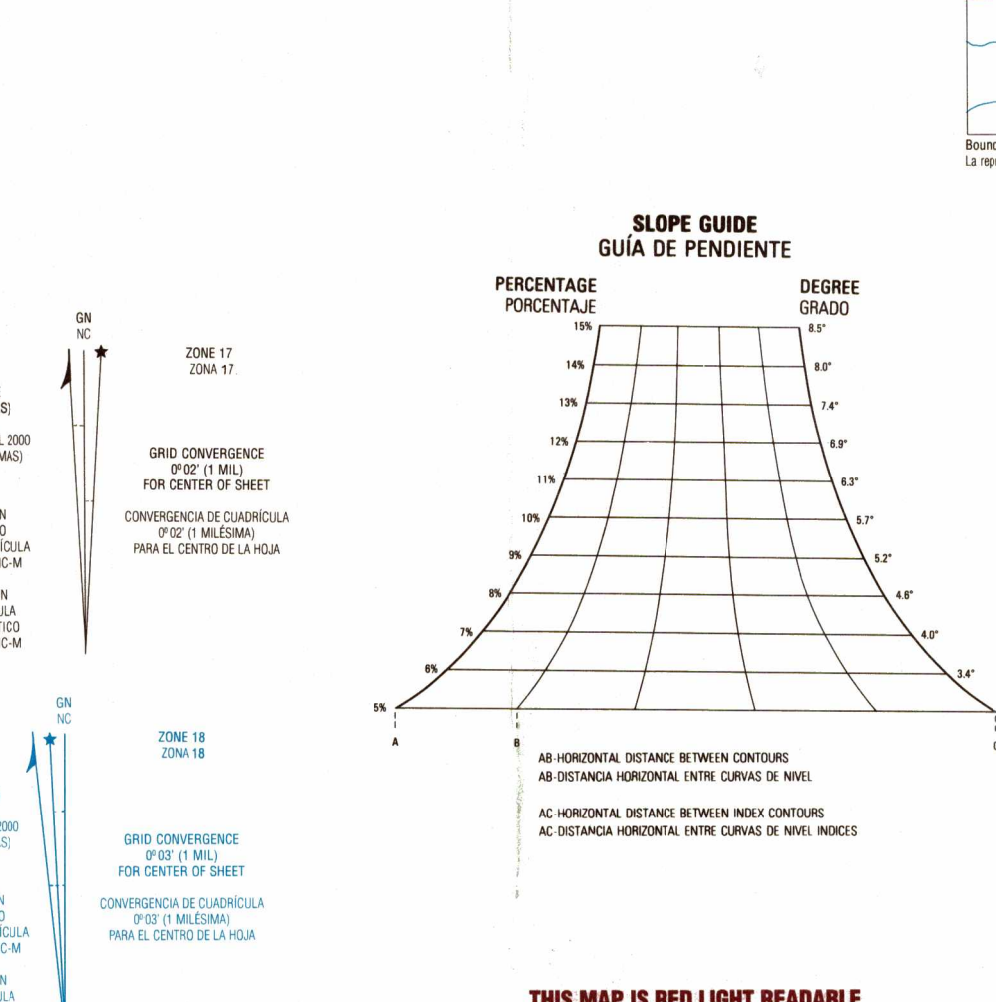 Bound
La rep
SLOPE GUIDE
GUÍA DE PENDIENTE
PERCENTAGE
PORCENTAJE
DEGREE
GRADO
15% 8.5°
14% 8.0°
13% 7.4°
12% 6.9°
11% 6.3°
10% 5.7°
9% 5.2°
8% 4.6°
7% 4.0°
6% 3.4°
5%
A B
AB-HORIZONTAL DISTANCE BETWEEN CONTOURS
AB-DISTANCIA HORIZONTAL ENTRE CURVAS DE NIVEL
AC-HORIZONTAL DISTANCE BETWEEN INDEX CONTOURS
AC-DISTANCIA HORIZONTAL ENTRE CURVAS DE NIVEL INDICES
GN
NC
ZONE 17
ZONA 17
GRID CONVERGENCE
0°02' (1 MIL)
FOR CENTER OF SHEET
CONVERGENCIA DE CUADRÍCULA
0°02' (1 MILÉSIMA)
PARA EL CENTRO DE LA HOJA
S)
L 2000
MAS)
N
O
ÍCULA
C-M
N
ULA
TICO
C-M
GN
NC
ZONE 18
ZONA 18
GRID CONVERGENCE
0°03' (1 MIL)
FOR CENTER OF SHEET
CONVERGENCIA DE CUADRÍCULA
0°03' (1 MILÉSIMA)
PARA EL CENTRO DE LA HOJA
2000
S)
N
O
ÍCULA
C-M
N
ULA
THIS MAP IS RED LIGHT READABLE